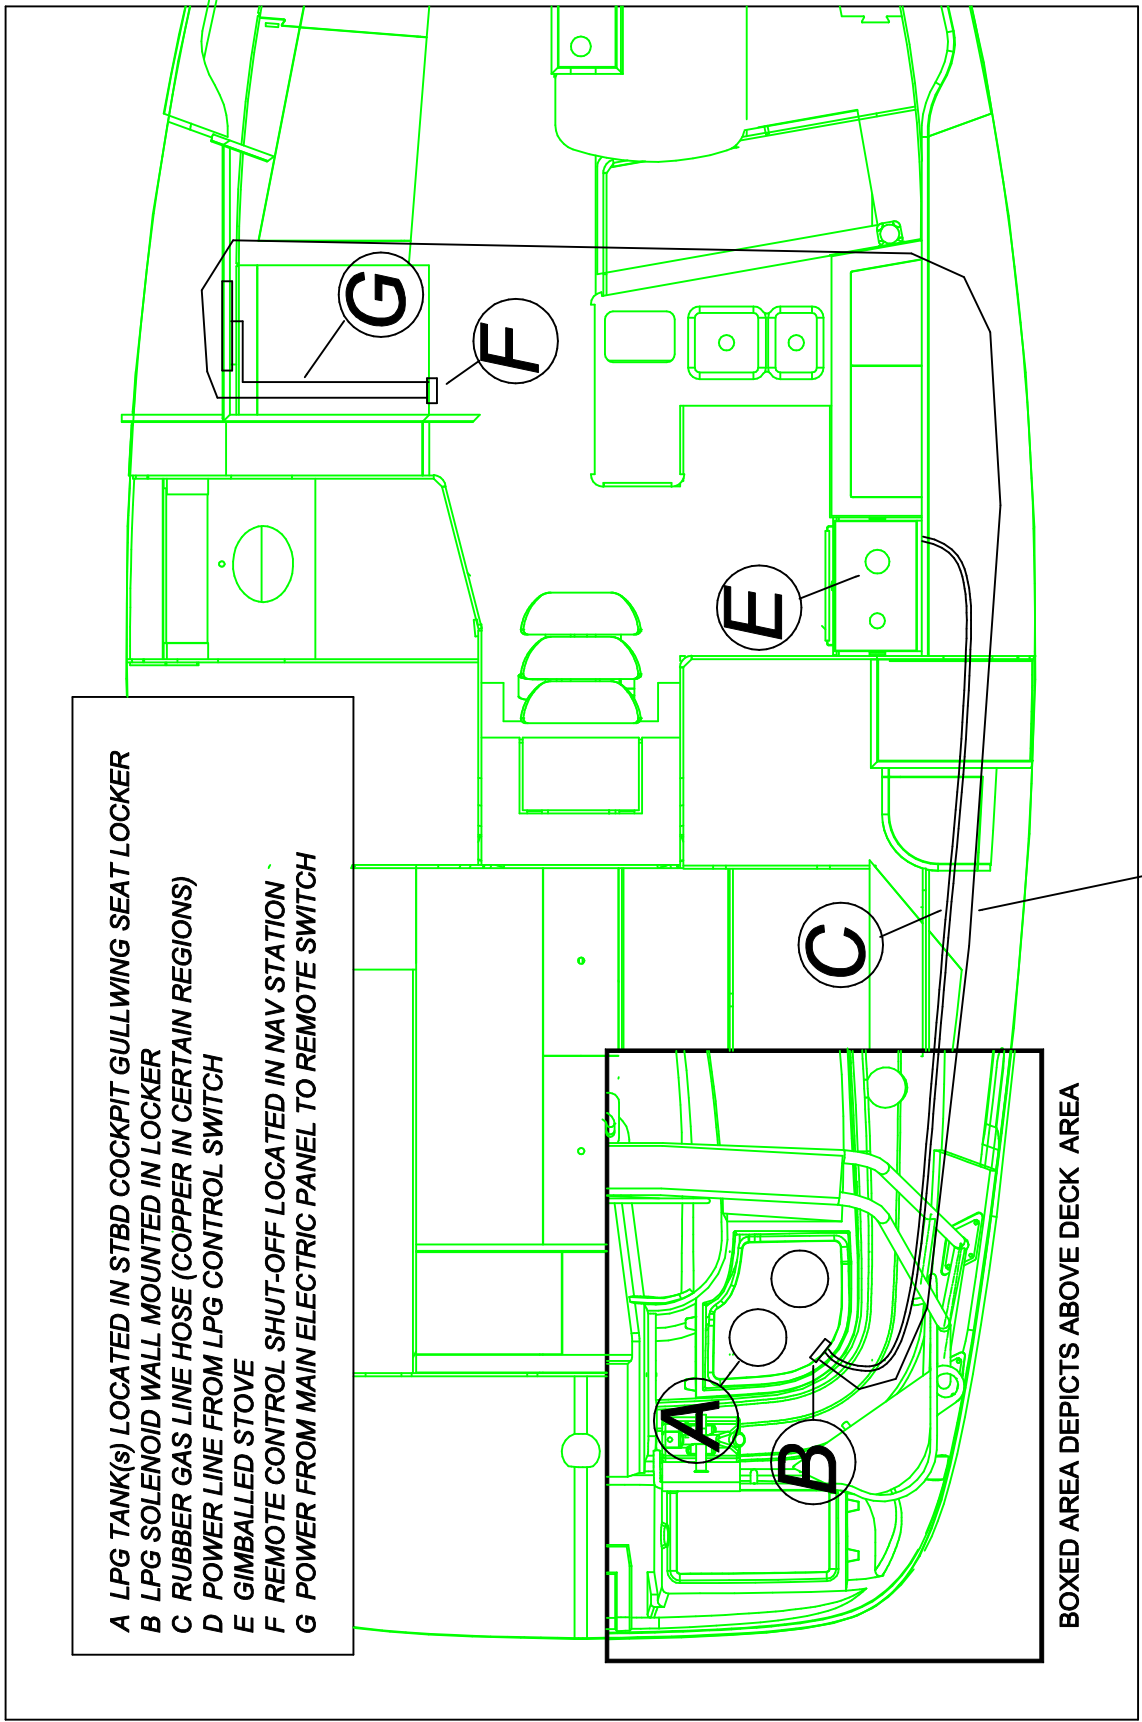 A LPG TANK(s) LOCATED IN STBD COCKPIT GULLWING SEAT LOCKER
B LPG SOLENOID WALL MOUNTED IN LOCKER
C RUBBER GAS LINE HOSE (COPPER IN CERTAIN REGIONS)
D POWER LINE FROM LPG CONTROL SWITCH
E GIMBALLED STOVE
F REMOTE CONTROL SHUT-OFF LOCATED IN NAV STATION
G POWER FROM MAIN ELECTRIC PANEL TO REMOTE SWITCH
G
F
E
C
A
B
BOXED AREA DEPICTS ABOVE DECK AREA